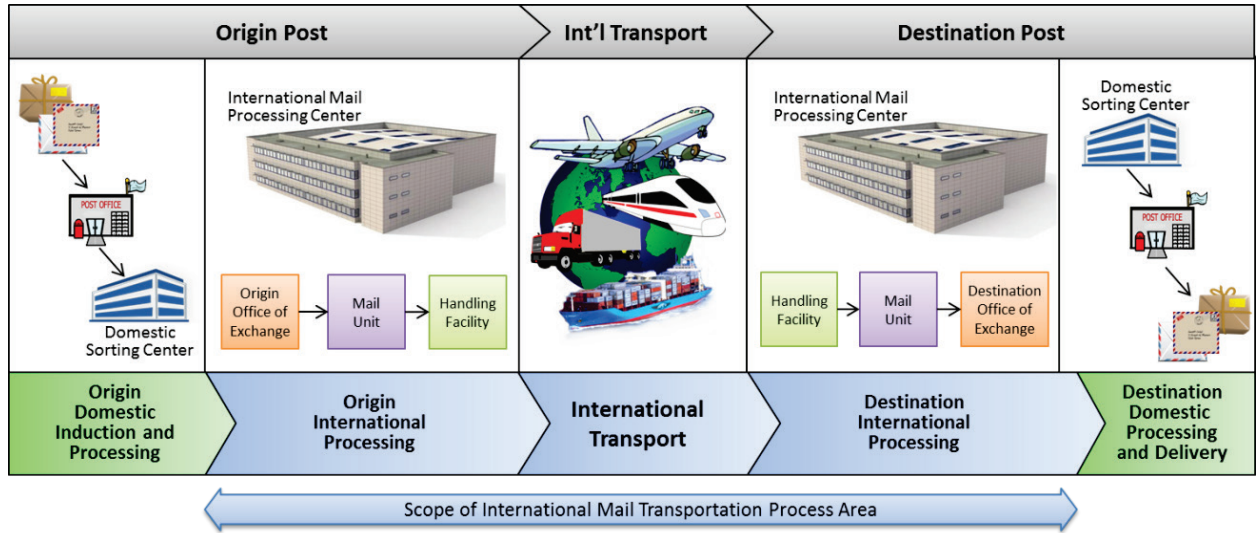 Origin Post
Int'l Transport
Destination Post
POST OFFICE
Domestic
Sorting Center
International Mail
Processing Center
Origin
Office of
Exchange
Mail
Unit
Handling
Facility
International Mail
Processing Center
Handling
Facility
Mail
Unit
Destination
Office of
Exchange
Domestic
Sorting Center
POST OFFICE
Origin
Domestic
Induction and
Processing
Origin
International
Processing
International
Transport
Destination
International
Processing
Destination
Domestic
Processing
and Delivery
Scope of International Mail Transportation Process Area